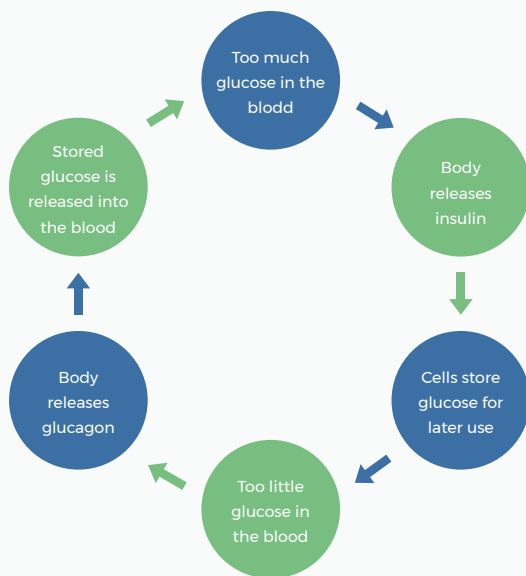 Too much
glucose in the
blodd
Body
releases
insulin
Cells store
glucose for
later use
Too little
glucose in
the blood
Body
releases
glucagon
Stored
glucose is
released into
the blood